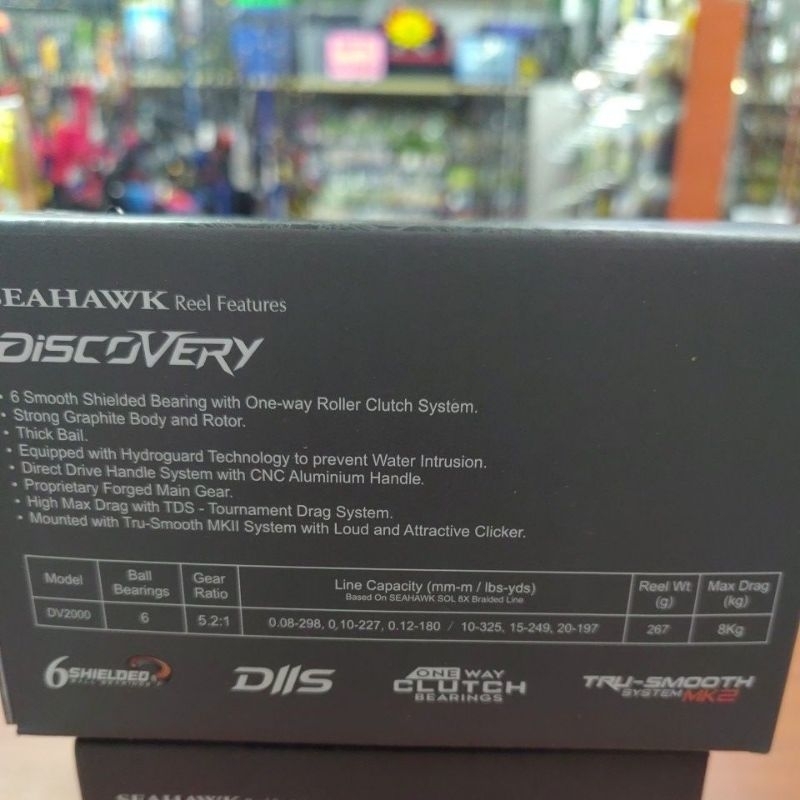 SEAHAWK Reel Features
DiSCOVERY
• 6 Smooth Shielded Bearing with One-way Roller Clutch System.
• Strong Graphite Body and Rotor.
• Thick Bail.
• Equipped with Hydroguard Technology to prevent Water Intrusion.
• Direct Drive Handle System with CNC Aluminium Handle.
• Proprietary Forged Main Gear.
• High Max Drag with TDS - Tournament Drag System.
• Mounted with Tru-Smooth MKII System with Loud and Attractive Clicker.
Model Ball Bearings Gear Ratio Line Capacity (mm-m / lbs-yds) Based On SEAHAWK SOL 8X Braided Line Reel Wt (g) Max Drag (kg)
DV2000 6 5.2:1 0.08-298, 0,10-227, 0.12-180 / 10-325, 15-249, 20-197 267 8Kg
6 SHIELDED BALL BEARINGS
DIIS
ONE WAY CLUTCH BEARINGS
TRU-SMOOTH SYSTEM MK2
SEAHAWK